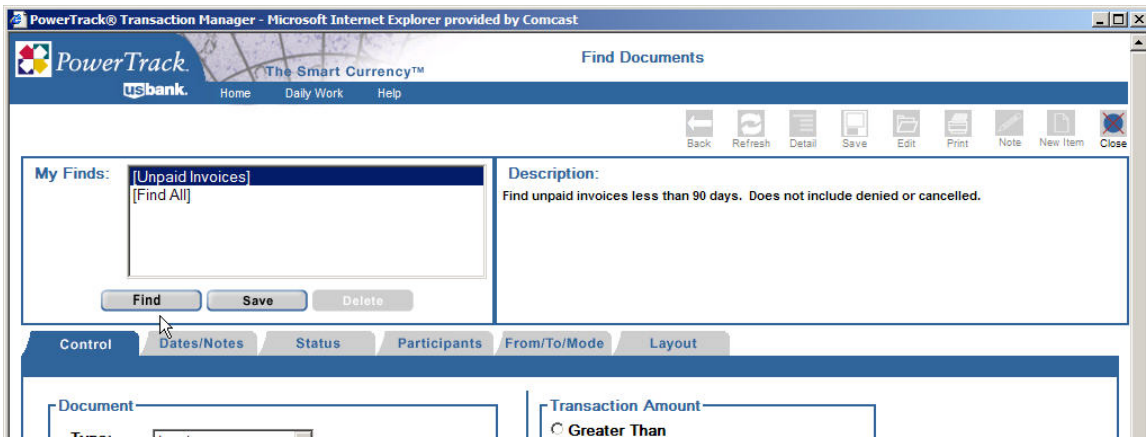 PowerTrack® Transaction Manager - Microsoft Internet Explorer provided by Comcast
PowerTrack.
The Smart Currency™
Find Documents
usbank.
Home Daily Work Help
Back Refresh Detail Save Edit Print Note New Item Close
My Finds:
[Unpaid Invoices]
[Find All]
Description:
Find unpaid invoices less than 90 days. Does not include denied or cancelled.
Find Save Delete
Control Dates/Notes Status Participants From/To/Mode Layout
Document
Transaction Amount
Greater Than
Type: